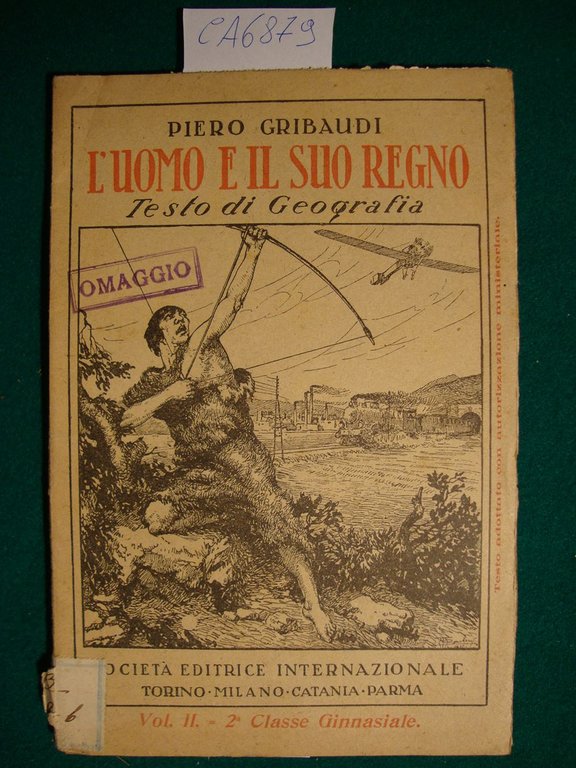 CA6879
PIERO GRIBAUDI
L'UOMO E IL SUO REGNO
Testo di Geografia
OMAGGIO
Testo adottato con autorizzazione ministeriale.
SOCIETÀ EDITRICE INTERNAZIONALE
TORINO·MILANO·CATANIA·PARMA
Vol. II. - 2ª Classe Ginnasiale.